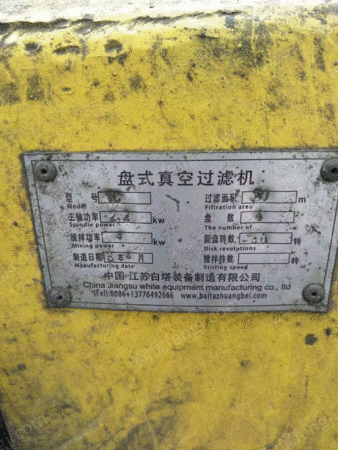 盘式真空过滤机
型 号 过滤面积 m
Model Filtration area
主轴功率 2.2 kw 盘 数
Spindle power The number of
搅拌功率 kw 圆盘转数 转
Mixing power Disk revolutions
制造日期 年 月 搅拌转数 转
Manufacturing date Stirring speed
中国·江苏白塔装备制造有限公司
China Jiangsu white equipment manufacturing co., ltd
(Tel):0086+13776492666 www.baitazhuangbei.com